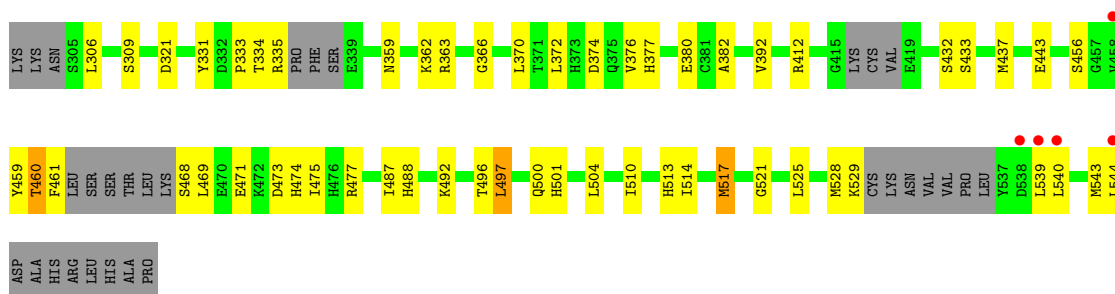 LYS LYS ASN S305 L306 S309 D321 Y331 D332 P333 T334 R335 PRO PHE SER E339 N359 K362 R363 G366 L370 T371 L372 H373 D374 Q375 V376 H377 E380 C381 A382 V392 R412 G415 LYS CYS VAL E419 S432 S433 M437 E443 S456 G457 V458
Y459 T460 F461 LEU SER SER THR LEU LYS S468 L469 E470 E471 K472 D473 H474 I475 H476 R477 I487 H488 K492 T496 L497 Q500 H501 L504 I510 H513 I514 M517 G521 L525 M528 K529 CYS LYS ASN VAL VAL PRO LEU Y537 D538 L539 L540 M543 L544
ASP ALA HIS ARG LEU HIS ALA PRO